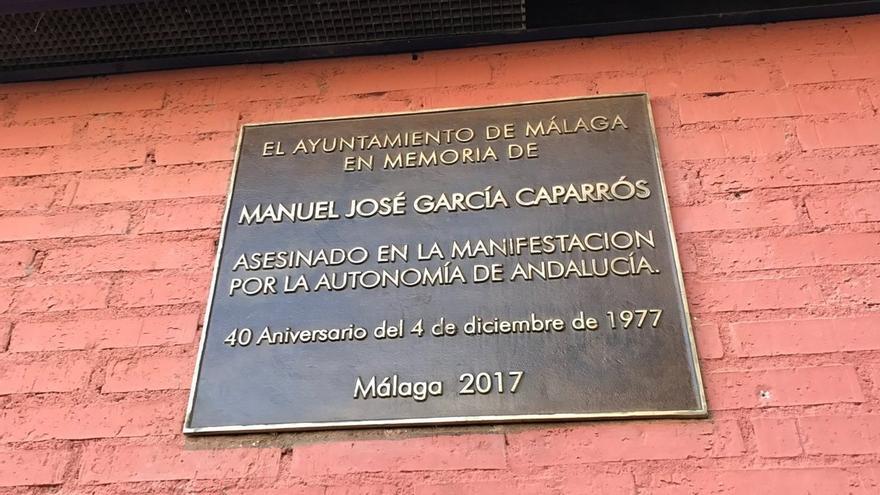 EL AYUNTAMIENTO DE MÁLAGA
EN MEMORIA DE
MANUEL JOSÉ GARCÍA CAPARRÓS
ASESINADO EN LA MANIFESTACION
POR LA AUTONOMÍA DE ANDALUCÍA.
40 Aniversario del 4 de diciembre de 1977
Málaga 2017